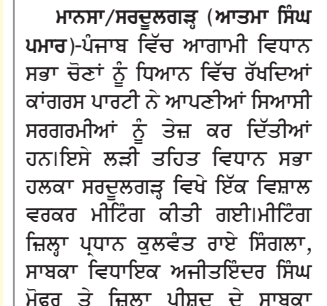 ਮਾਨਸਾ/ਸਰਦੂਲਗੜ੍ਹ (ਆਤਮਾ ਸਿੰਘ
ਪਮਾਰ)-ਪੰਜਾਬ ਵਿੱਚ ਆਗਾਮੀ ਵਿਧਾਨ
ਸਭਾ ਚੋਣਾਂ ਨੂੰ ਧਿਆਨ ਵਿੱਚ ਰੱਖਦਿਆਂ
ਕਾਂਗਰਸ ਪਾਰਟੀ ਨੇ ਆਪਣੀਆਂ ਸਿਆਸੀ
ਸਰਗਰਮੀਆਂ ਨੂੰ ਤੇਜ਼ ਕਰ ਦਿੱਤੀਆਂ
ਹਨ।ਇਸੇ ਲੜੀ ਤਹਿਤ ਵਿਧਾਨ ਸਭਾ
ਹਲਕਾ ਸਰਦੂਲਗੜ੍ਹ ਵਿਖੇ ਇੱਕ ਵਿਸ਼ਾਲ
ਵਰਕਰ ਮੀਟਿੰਗ ਕੀਤੀ ਗਈ।ਮੀਟਿੰਗ
ਜ਼ਿਲ੍ਹਾ ਪ੍ਰਧਾਨ ਕੁਲਵੰਤ ਰਾਏ ਸਿੰਗਲਾ,
ਸਾਬਕਾ ਵਿਧਾਇਕ ਅਜੀਤਇੰਦਰ ਸਿੰਘ
ਮੋਫਰ ਤੇ ਜ਼ਿਲਾ ਪ੍ਰੀਸ਼ਦ ਦੇ ਸਾਬਕਾ